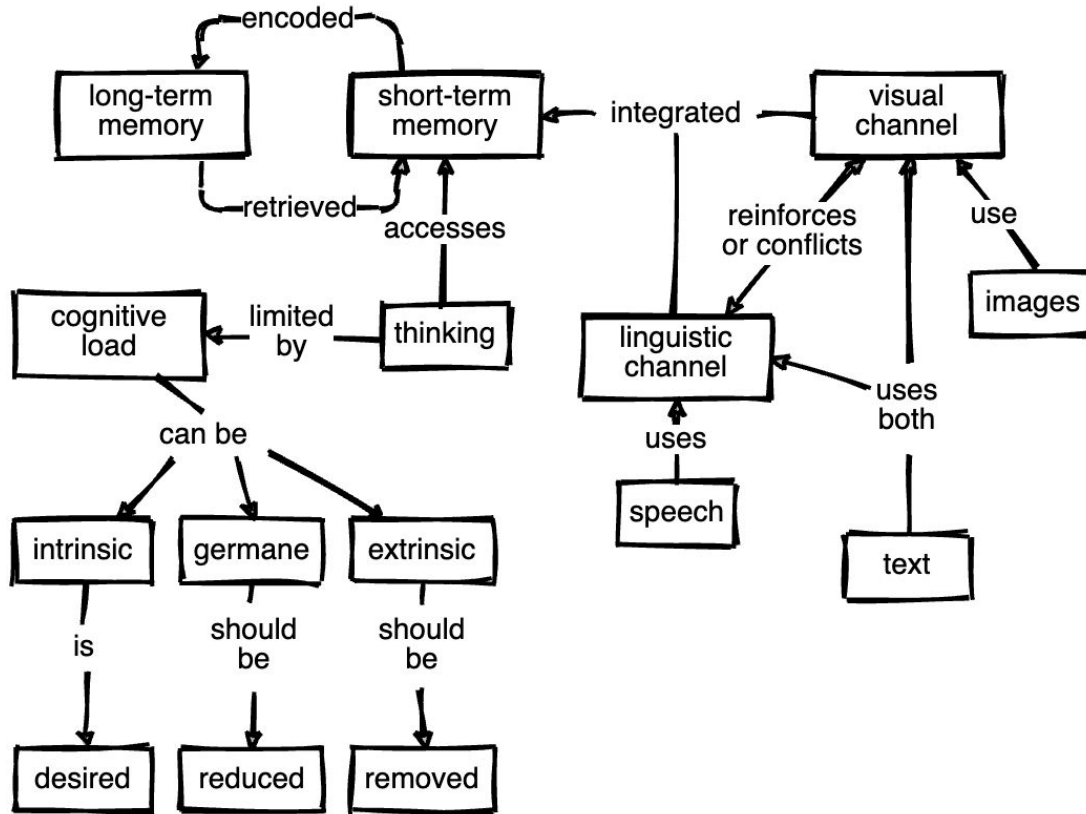 encoded
long-term
memory
short-term
memory
integrated
visual
channel
retrieved
accesses
reinforces
or conflicts
use
images
cognitive
load
limited
by
thinking
linguistic
channel
uses
both
can be
uses
speech
text
intrinsic
germane
extrinsic
is
should
be
should
be
desired
reduced
removed